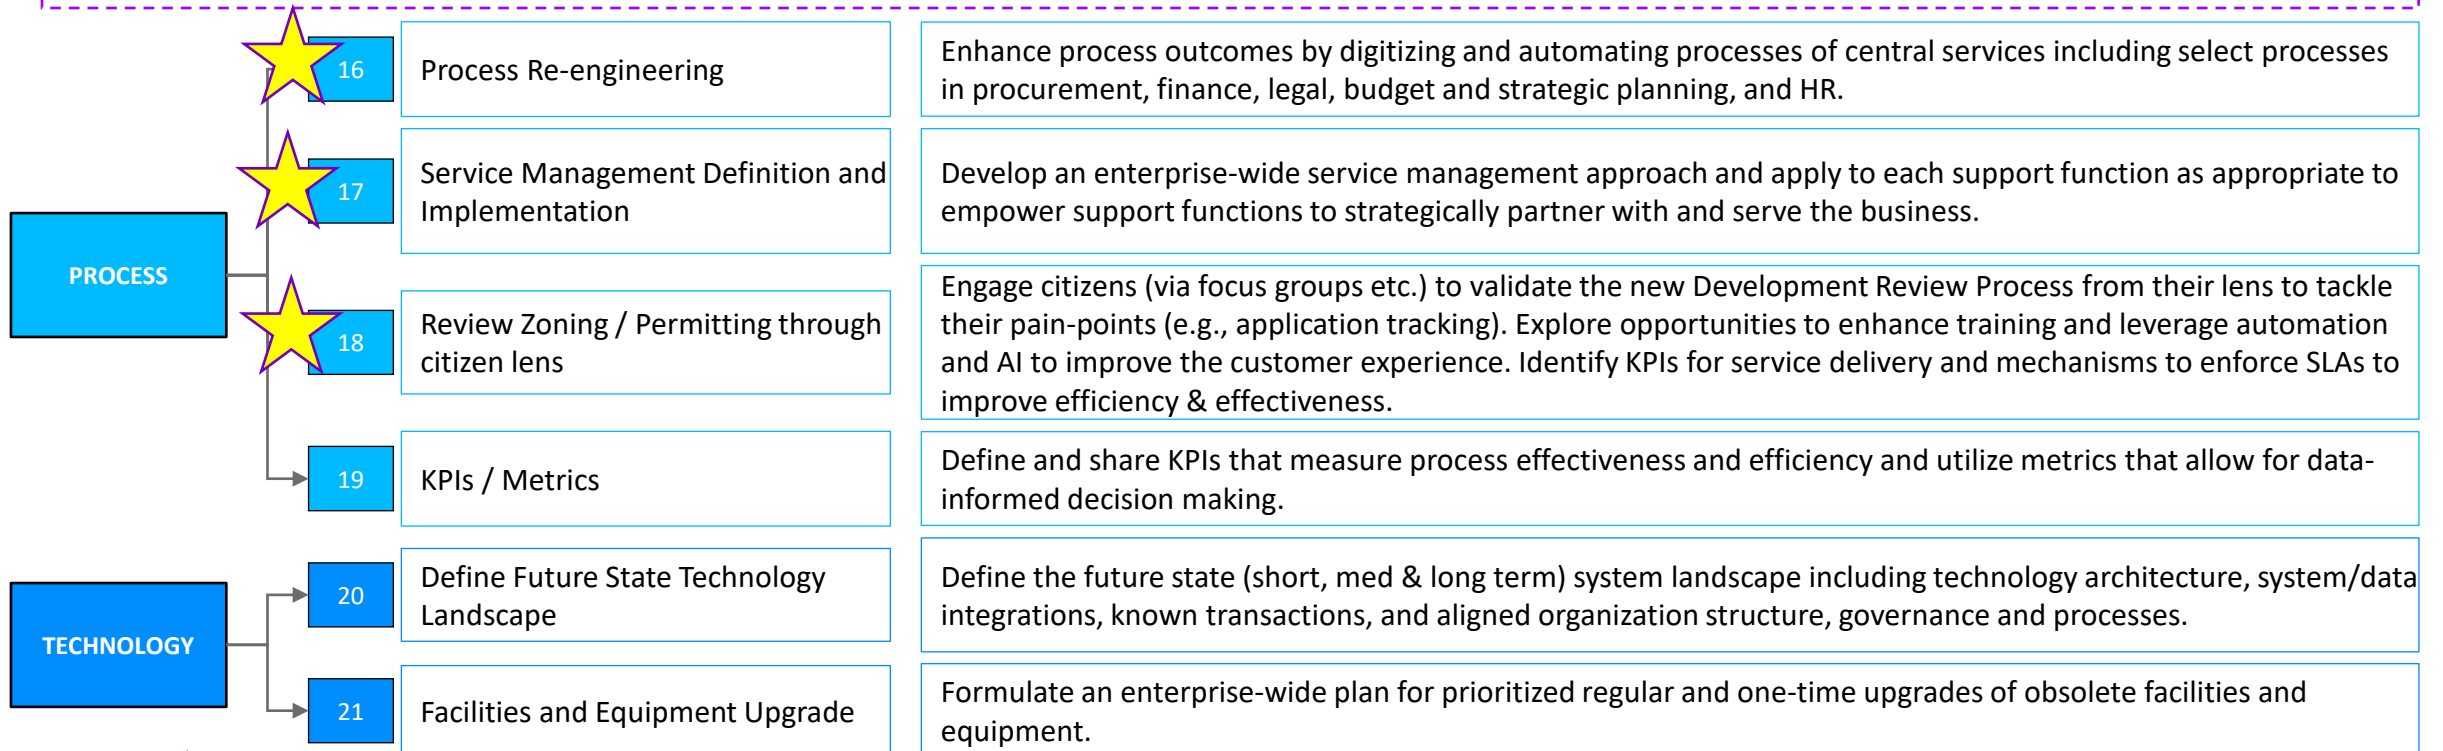 16
Process Re-engineering
Enhance process outcomes by digitizing and automating processes of central services including select processes
in procurement, finance, legal, budget and strategic planning, and HR.
17
Service Management Definition and
Implementation
Develop an enterprise-wide service management approach and apply to each support function as appropriate to
empower support functions to strategically partner with and serve the business.
PROCESS
18
Review Zoning / Permitting through
citizen lens
Engage citizens (via focus groups etc.) to validate the new Development Review Process from their lens to tackle
their pain-points (e.g., application tracking). Explore opportunities to enhance training and leverage automation
and AI to improve the customer experience. Identify KPIs for service delivery and mechanisms to enforce SLAs to
improve efficiency & effectiveness.
19
KPIs / Metrics
Define and share KPIs that measure process effectiveness and efficiency and utilize metrics that allow for data-
informed decision making.
TECHNOLOGY
20
Define Future State Technology
Landscape
Define the future state (short, med & long term) system landscape including technology architecture, system/data
integrations, known transactions, and aligned organization structure, governance and processes.
21
Facilities and Equipment Upgrade
Formulate an enterprise-wide plan for prioritized regular and one-time upgrades of obsolete facilities and
equipment.